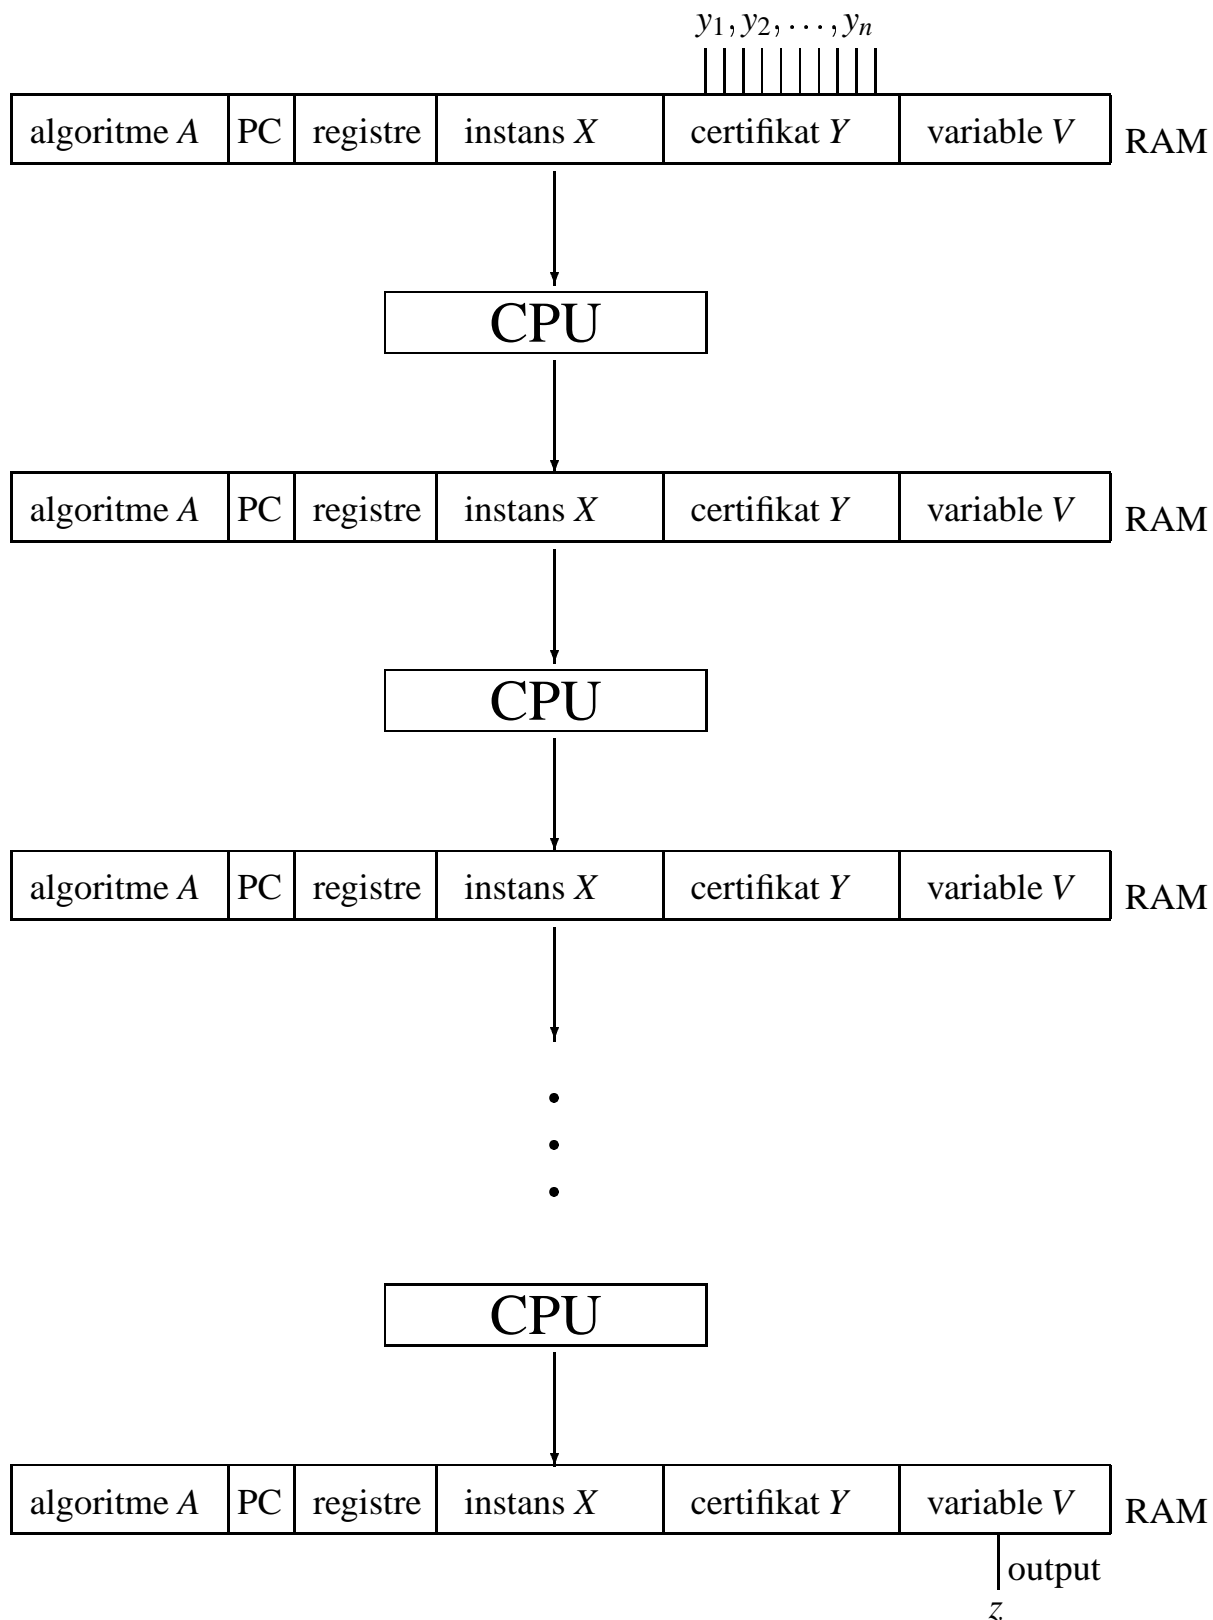 y1, y2, ..., yn
algoritme A PC registre instans X certifikat Y variable V RAM
CPU
algoritme A PC registre instans X certifikat Y variable V RAM
CPU
algoritme A PC registre instans X certifikat Y variable V RAM
CPU
algoritme A PC registre instans X certifikat Y variable V RAM
output
z